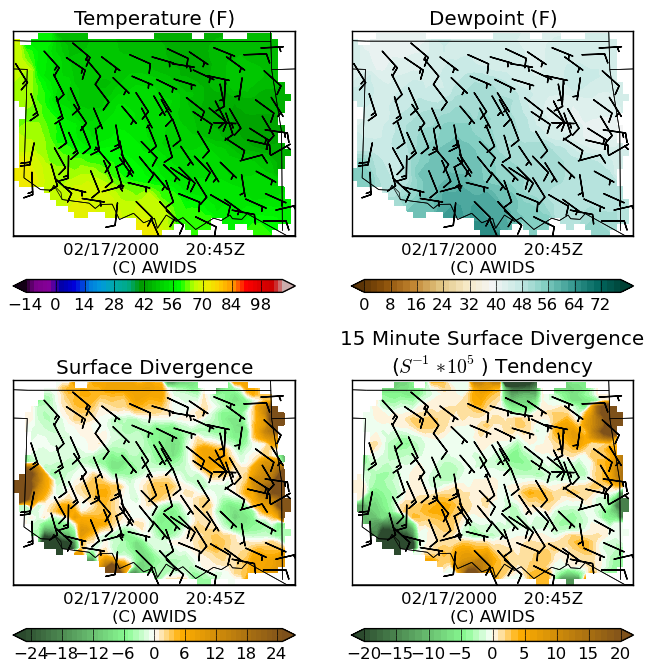 Temperature (F)
Dewpoint (F)
02/17/2000 20:45Z
(C) AWIDS
02/17/2000 20:45Z
(C) AWIDS
−14 0 14 28 42 56 70 84 98
0 8 16 24 32 40 48 56 64 72
Surface Divergence
15 Minute Surface Divergence
(S⁻¹ *10⁵ ) Tendency
02/17/2000 20:45Z
(C) AWIDS
02/17/2000 20:45Z
(C) AWIDS
−24−18−12 −6 0 6 12 18 24
−20−15−10 −5 0 5 10 15 20